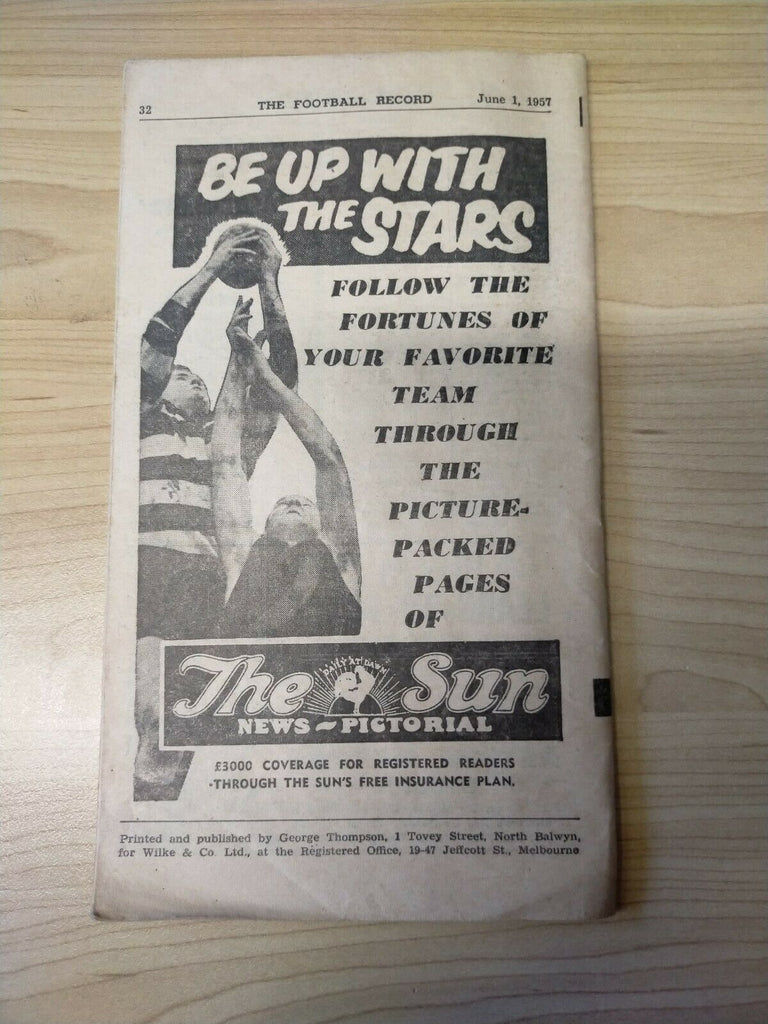 32 THE FOOTBALL RECORD June 1, 1957
BE UP WITH
THE STARS
FOLLOW THE
FORTUNES OF
YOUR FAVORITE
TEAM
THROUGH
THE
PICTURE-
PACKED
PAGES
OF
DAILY AT DAWN
The Sun
NEWS-PICTORIAL
£3000 COVERAGE FOR REGISTERED READERS
THROUGH THE SUN'S FREE INSURANCE PLAN.
Printed and published by George Thompson, 1 Tovey Street, North Balwyn,
for Wilke & Co. Ltd., at the Registered Office, 19-47 Jeffcott St., Melbourne